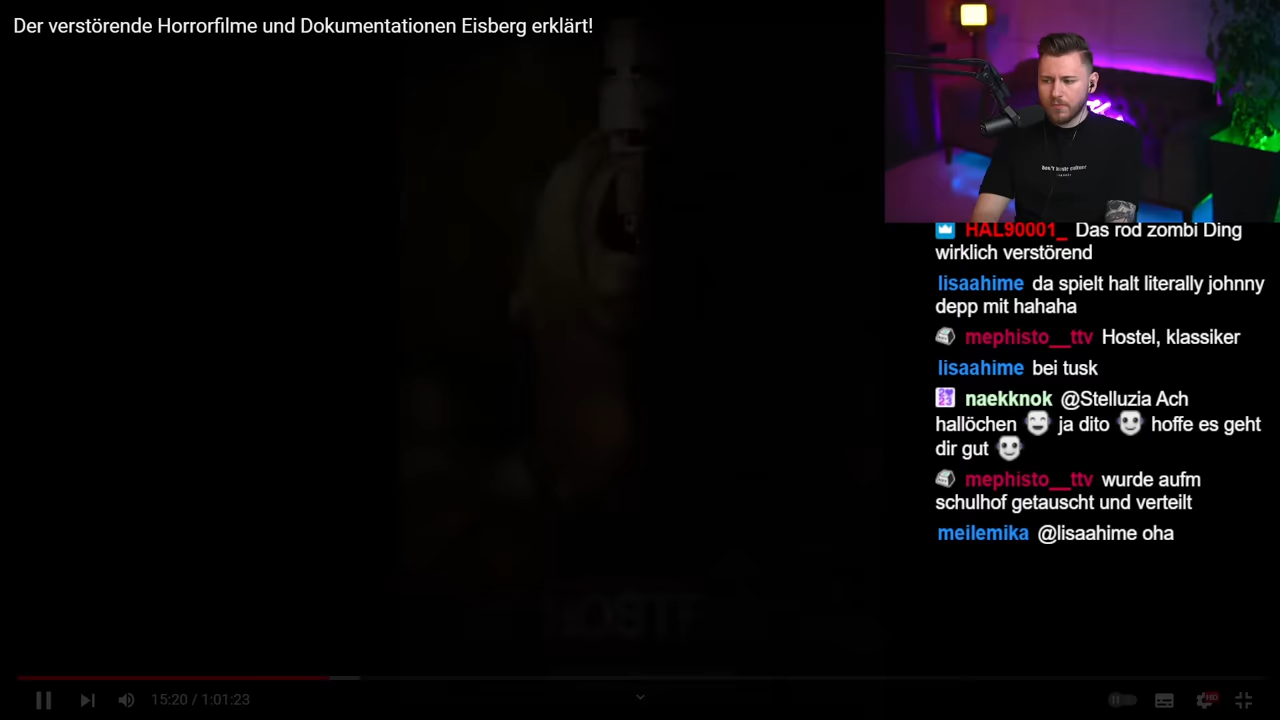 Der verstörende Horrorfilme und Dokumentationen Eisberg erklärt!
HAL90001_ Das rod zombi Ding
wirklich verstörend
lisaahime da spielt halt literally johnny
depp mit hahaha
mephisto__ttv Hostel, klassiker
lisaahime bei tusk
naekknok @Stelluzia Ach
hallöchen ja dito hoffe es geht
dir gut
mephisto__ttv wurde aufm
schulhof getauscht und verteilt
meilemika @lisaahime oha
15:20 / 1:01:23
HD